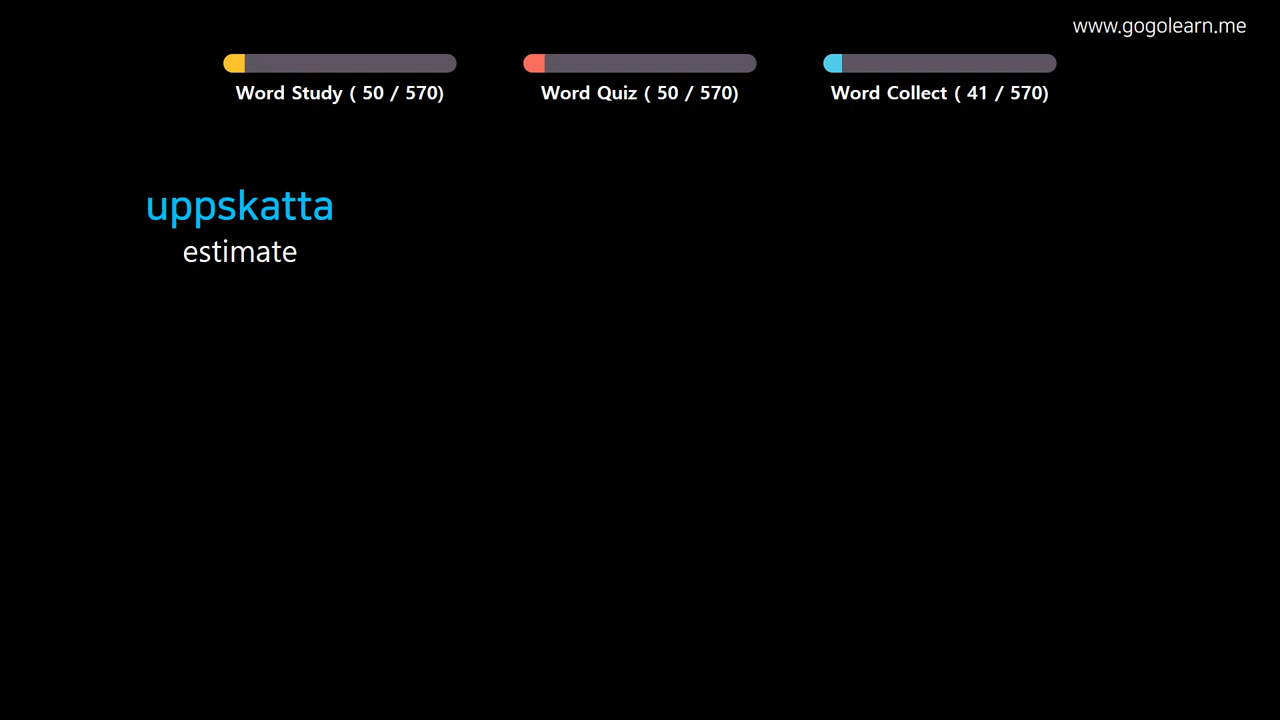 www.gogolearn.me
Word Study ( 50 / 570)
Word Quiz ( 50 / 570)
Word Collect ( 41 / 570)
uppskatta
estimate